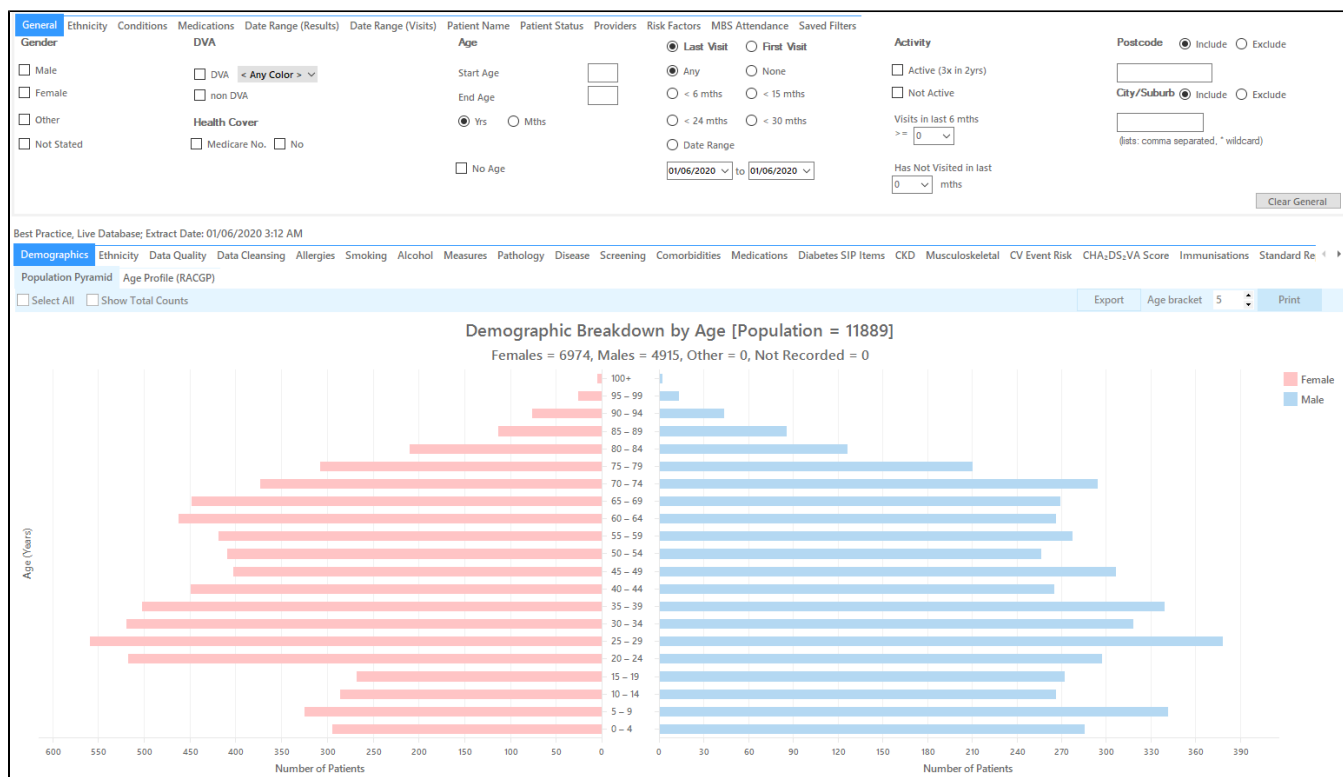 General Ethnicity Conditions Medications Date Range (Results) Date Range (Visits) Patient Name Patient Status Providers Risk Factors MBS Attendance Saved Filters
Gender DVA Age Last Visit First Visit Activity Postcode Include Exclude
Male DVA < Any Color > Start Age Any None Active (3x in 2yrs)
Female non DVA End Age < 6 mths < 15 mths Not Active City/Suburb Include Exclude
Other Health Cover Yrs Mths < 24 mths < 30 mths Visits in last 6 mths
>= 0
Not Stated Medicare No. No Date Range (lists: comma separated, * wildcard)
No Age 01/06/2020 to 01/06/2020 Has Not Visited in last
0 mths
Clear General
Best Practice, Live Database; Extract Date: 01/06/2020 3:12 AM
Demographics Ethnicity Data Quality Data Cleansing Allergies Smoking Alcohol Measures Pathology Disease Screening Comorbidities Medications Diabetes SIP Items CKD Musculoskeletal CV Event Risk CHA₂DS₂VA Score Immunisations Standard Re
Population Pyramid Age Profile (RACGP)
Select All Show Total Counts Export Age bracket 5 Print
Demographic Breakdown by Age [Population = 11889]
Females = 6974, Males = 4915, Other = 0, Not Recorded = 0
Female
Male
Age (Years)
100+
95 – 99
90 – 94
85 – 89
80 – 84
75 – 79
70 – 74
65 – 69
60 – 64
55 – 59
50 – 54
45 – 49
40 – 44
35 – 39
30 – 34
25 – 29
20 – 24
15 – 19
10 – 14
5 – 9
0 – 4
600 550 500 450 400 350 300 250 200 150 100 50 0 0 30 60 90 120 150 180 210 240 270 300 330 360 390
Number of Patients Number of Patients